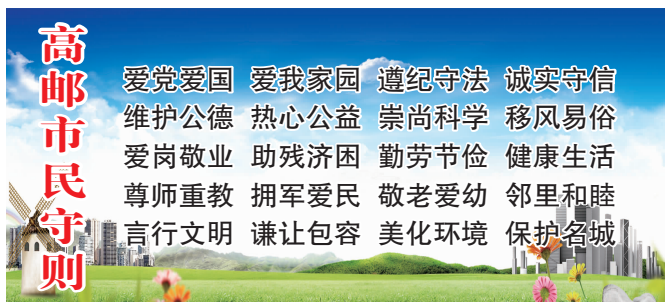 高邮市民守则
爱党爱国 爱我家园 遵纪守法 诚实守信
维护公德 热心公益 崇尚科学 移风易俗
爱岗敬业 助残济困 勤劳节俭 健康生活
尊师重教 拥军爱民 敬老爱幼 邻里和睦
言行文明 谦让包容 美化环境 保护名城